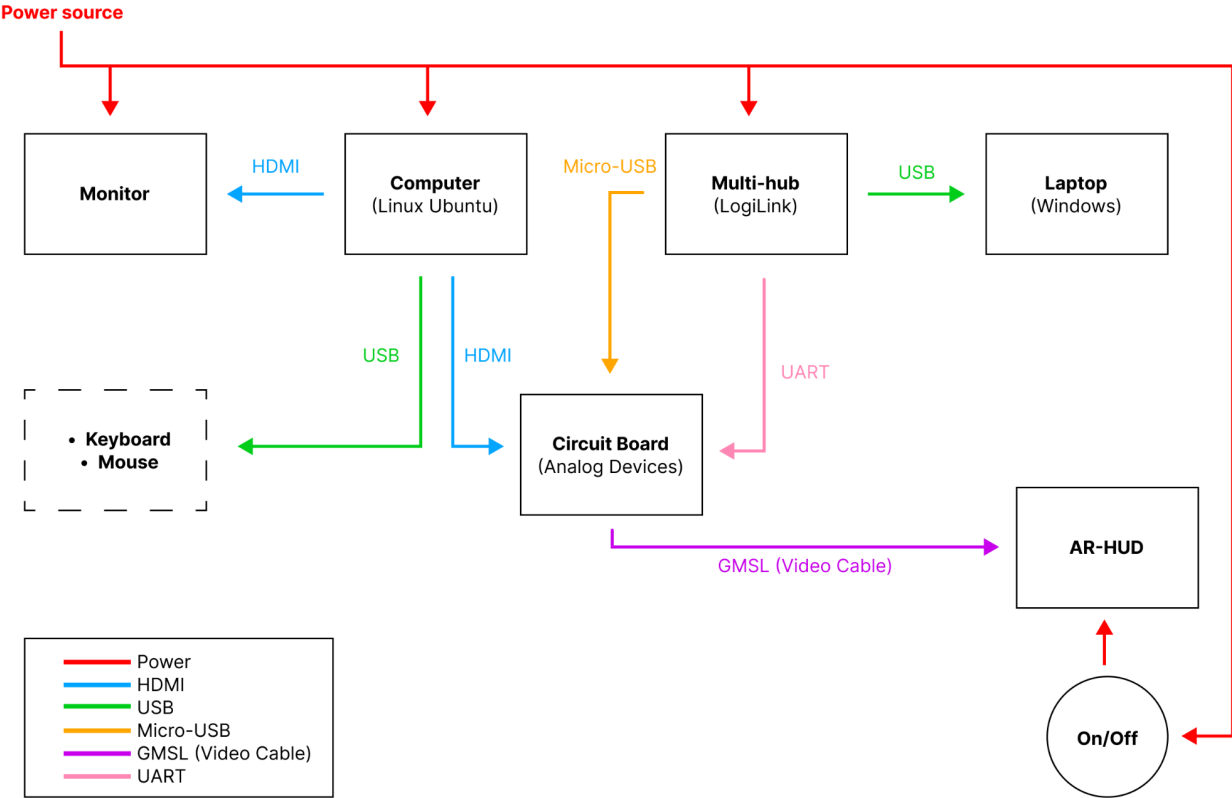 Power source
HDMI
Micro-USB
USB
Monitor
Computer
(Linux Ubuntu)
Multi-hub
(LogiLink)
Laptop
(Windows)
USB
HDMI
UART
• Keyboard
• Mouse
Circuit Board
(Analog Devices)
AR-HUD
GMSL (Video Cable)
Power
HDMI
USB
Micro-USB
GMSL (Video Cable)
UART
On/Off